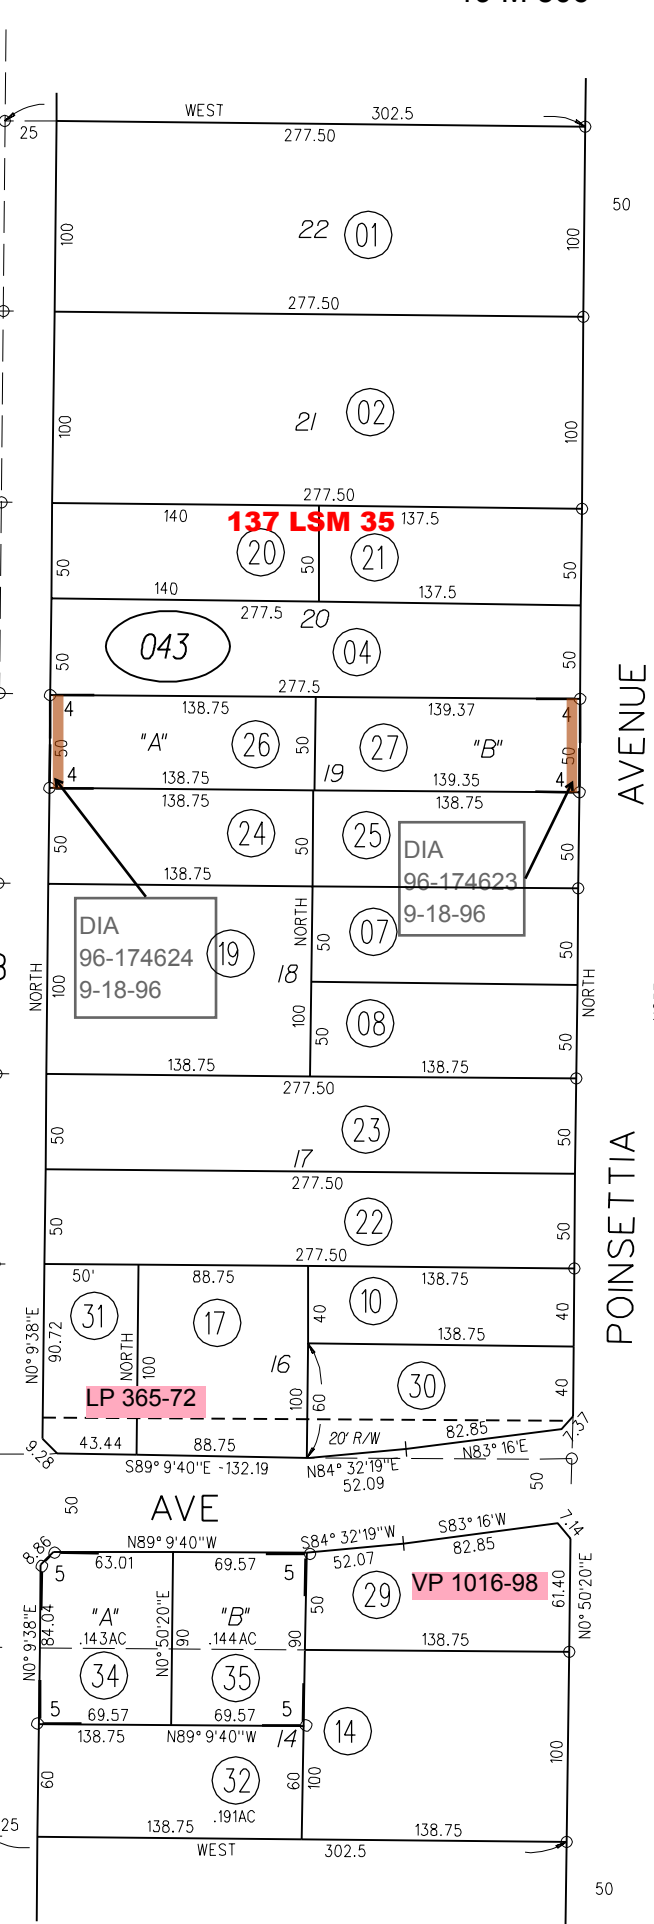 WEST 302.5
25
277.50
50
100 22 01 100
277.50
100 21 02 100
277.50
140 137 LSM 35 137.5
50 20 50 21 50
140 137.5
277.5 20
50 043 04 50
277.5
4 138.75 139.37 4
50 "A" 26 50 27 "B" 50
19
4 138.75 139.35 4
138.75 138.75
50 24 50 25 50
138.75
DIA
96-174623
9-18-96
DIA
96-174624
9-18-96
19
NORTH 50 07 50
NORTH 100 18 NORTH
100 50 08 50
138.75 138.75
277.50
50 23 50
17
277.50
50 22 50
277.50
50' 88.75 138.75
31 17 40 10 40
N0° 9'38"E 90.72 NORTH 100 138.75
16
100 60 30 40
LP 365-72
9.28 43.44 88.75 20' R/W 82.85 7.37
S89° 9'40"E -132.19 N84° 32'19"E N83° 16'E
52.09
50
50
AVE
AVENUE
POINSETTIA
8.86 N89° 9'40"W S84° 32'19"W S83° 16'W 7.14
5 63.01 69.57 5 52.07 82.85
VP 1016-98
N0° 9'38"E 84.04 "A" N0° 50'20"E "B" 50 29 61.40 N0° 50'20"E
.143AC 90 .144AC 90 138.75
34 35
5 69.57 69.57 5
138.75 N89° 9'40"W 14 14
60 32 60 100 100
.191AC
25 138.75 138.75
WEST 302.5
50